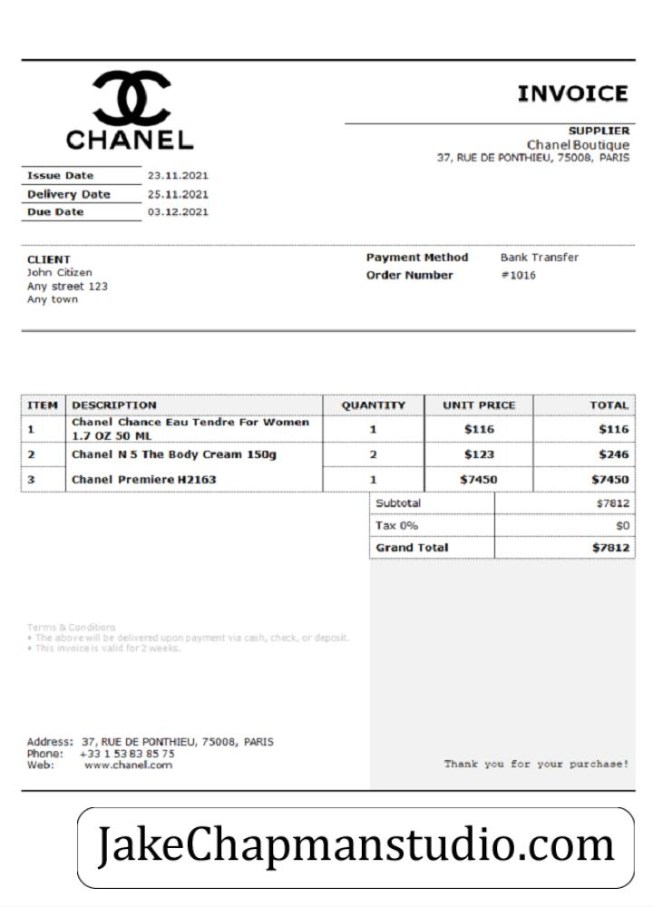 CHANEL
INVOICE
SUPPLIER
Chanel Boutique
37, RUE DE PONTHIEU, 75008, PARIS
Issue Date 23.11.2021
Delivery Date 25.11.2021
Due Date 03.12.2021
CLIENT
John Citizen
Any street 123
Any town
Payment Method Bank Transfer
Order Number #1016
ITEM DESCRIPTION QUANTITY UNIT PRICE TOTAL
1 Chanel Chance Eau Tendre For Women
1.7 OZ 50 ML 1 $116 $116
2 Chanel N 5 The Body Cream 150g 2 $123 $246
3 Chanel Premiere H2163 1 $7450 $7450
Subtotal $7812
Tax 0% $0
Grand Total $7812
Terms & Conditions
• The above will be delivered upon payment via cash, check, or deposit.
• This invoice is valid for 2 weeks.
Address: 37, RUE DE PONTHIEU, 75008, PARIS
Phone: +33 1 53 83 85 75
Web: www.chanel.com
Thank you for your purchase!
JakeChapmanstudio.com